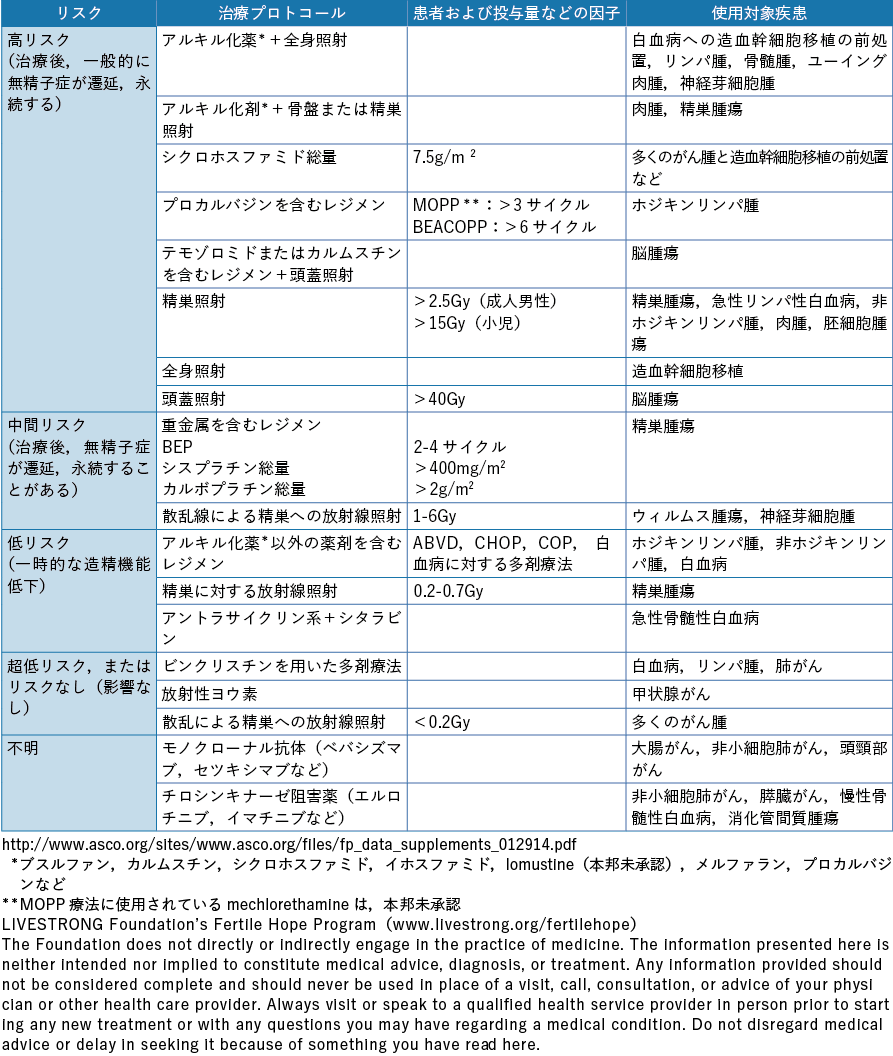 リスク 治療プロトコール 患者および投与量などの因子 使用対象疾患
高リスク
(治療後，一般的に
無精子症が遷延，永
続する)
アルキル化薬*＋全身照射
白血病への造血幹細胞移植の前処
置，リンパ腫，骨髄腫，ユーイング
肉腫，神経芽細胞腫
アルキル化剤*＋骨盤または精巣
照射
肉腫，精巣腫瘍
シクロホスファミド総量
7.5g/m 2
多くのがん腫と造血幹細胞移植の前処置
など
プロカルバジンを含むレジメン
MOPP **：＞3 サイクル
BEACOPP：＞6 サイクル
ホジキンリンパ腫
テモゾロミドまたはカルムスチン
を含むレジメン＋頭蓋照射
脳腫瘍
精巣照射
＞2.5Gy（成人男性）
＞15Gy（小児）
精巣腫瘍，急性リンパ性白血病，非
ホジキンリンパ腫，肉腫，胚細胞腫
瘍
全身照射
造血幹細胞移植
頭蓋照射
＞40Gy
脳腫瘍
中間リスク
(治療後，無精子症
が遷延，永続するこ
とがある)
重金属を含むレジメン
BEP
シスプラチン総量
カルボプラチン総量
2-4 サイクル
＞400mg/m2
＞2g/m2
精巣腫瘍
散乱線による精巣への放射線照射
1-6Gy
ウィルムス腫瘍，神経芽細胞腫
低リスク
(一時的な造精機能
低下)
アルキル化薬*以外の薬剤を含む
レジメン
ABVD，CHOP，COP， 白
血病に対する多剤療法
ホジキンリンパ腫，非ホジキンリン
パ腫，白血病
精巣に対する放射線照射
0.2-0.7Gy
精巣腫瘍
アントラサイクリン系＋シタラビ
ン
急性骨髄性白血病
超低リスク，または
リスクなし（影響な
し）
ビンクリスチンを用いた多剤療法
白血病，リンパ腫，肺がん
放射性ヨウ素
甲状腺がん
散乱による精巣への放射線照射
＜0.2Gy
多くのがん腫
不明
モノクローナル抗体（ベバシズマ
ブ，セツキシマブなど）
大腸がん，非小細胞肺がん，頭頸部
がん
チロシンキナーゼ阻害薬（エルロ
チニブ，イマチニブなど）
非小細胞肺がん，膵臓がん，慢性骨
髄性白血病，消化管間質腫瘍
http://www.asco.org/sites/www.asco.org/files/fp_data_supplements_012914.pdf
*ブスルファン，カルムスチン，シクロホスファミド，イホスファミド，lomustine（本邦未承認），メルファラン，プロカルバジ
ンなど
**MOPP 療法に使用されている mechlorethamine は，本邦未承認
LIVESTRONG Foundation's Fertile Hope Program（www.livestrong.org/fertilehope）
The Foundation does not directly or indirectly engage in the practice of medicine. The information presented here is
neither intended nor implied to constitute medical advice, diagnosis, or treatment. Any information provided should
not be considered complete and should never be used in place of a visit, call, consultation, or advice of your physi
cian or other health care provider. Always visit or speak to a qualified health service provider in person prior to start
ing any new treatment or with any questions you may have regarding a medical condition. Do not disregard medical
advice or delay in seeking it because of something you have read here.